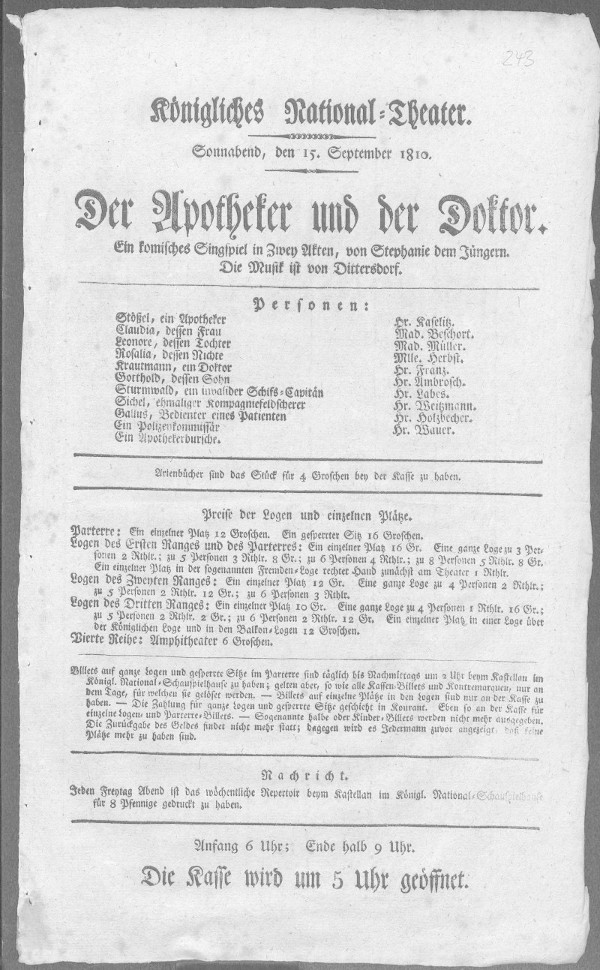 243
Königliches National-Theater.
Sonnabend, den 15. September 1810.
Der Apotheker und der Doktor.
Ein komisches Singspiel in Zwey Akten, von Stephanie dem Jüngern.
Die Musik ist von Dittersdorf.
Personen:
Stößel, ein Apotheker Hr. Kaselitz.
Claudia, dessen Frau Mad. Beschort.
Leonore, dessen Tochter Mad. Müller.
Rosalia, dessen Nichte Mlle. Herbst.
Krautmann, ein Doktor Hr. Franz.
Gotthold, dessen Sohn Hr. Ambrosch.
Sturmwald, ein invalider Schifs-Capitän Hr. Labes.
Sichel, ehmaliger Kompagniefeldscherer Hr. Weitzmann.
Gallus, Bedienter eines Patienten Hr. Holzbecher.
Ein Polizenkommissär Hr. Wauer.
Ein Apothekerbursche.
Arienbücher sind das Stück für 4 Groschen bey der Kasse zu haben.
Preise der Logen und einzelnen Plätze.
Parterre: Ein einzelner Platz 12 Groschen. Ein gesperrter Sitz 16 Groschen.
Logen des Ersten Ranges und des Parterres: Ein einzelner Platz 16 Gr. Eine ganze Loge zu 3 Per-
sonen 2 Rthlr.; zu 5 Personen 3 Rthlr. 8 Gr.; zu 6 Personen 4 Rthlr.; zu 8 Personen 5 Rthlr. 8 Gr.
Ein einzelner Platz in der sogenannten Fremden-Loge rechter Hand zunächst am Theater 1 Rthlr.
Logen des Zweyten Ranges: Ein einzelner Platz 12 Gr. Eine ganze Loge zu 4 Personen 2 Rthlr.;
zu 5 Personen 2 Rthlr. 12 Gr.; zu 6 Personen 3 Rthlr.
Logen des Dritten Ranges: Ein einzelner Platz 10 Gr. Eine ganze Loge zu 4 Personen 1 Rthlr. 16 Gr.;
zu 5 Personen 2 Rthlr. 2 Gr.; zu 6 Personen 2 Rthlr. 12 Gr. Ein einzelner Platz in einer Loge über
der Königlichen Loge und in den Balkon-Logen 12 Groschen.
Vierte Reihe: Amphitheater 6 Groschen.
Billets auf ganze Logen und gesperrte Sitze im Parterre sind täglich bis Nachmittags um 2 Uhr beym Kastellan im
Königl. National-Schauspielhause zu haben; gelten aber, so wie alle Kassen-Billets und Kontremarquen, nur an
dem Tage, für welchen sie gelöset werden. — Billets auf einzelne Plätze in den Logen sind nur an der Kasse zu
haben. — Die Zahlung für ganze Logen und gesperrte Sitze geschieht in Kourant. Eben so an der Kasse für
einzelne Logen- und Parterre-Billets. — Sogenannte halbe oder Kinder-Billets werden nicht mehr ausgegeben.
Die Zurückgabe des Geldes findet nicht mehr statt; dagegen wird es Jedermann zuvor angezeigt, daß keine
Plätze mehr zu haben sind.
Nachricht.
Jeden Freytag Abend ist das wöchentliche Repertoir beym Kastellan im Königl. National-Schauspielhause
für 8 Pfennige gedruckt zu haben.
Anfang 6 Uhr; Ende halb 9 Uhr.
Die Kasse wird um 5 Uhr geöffnet.